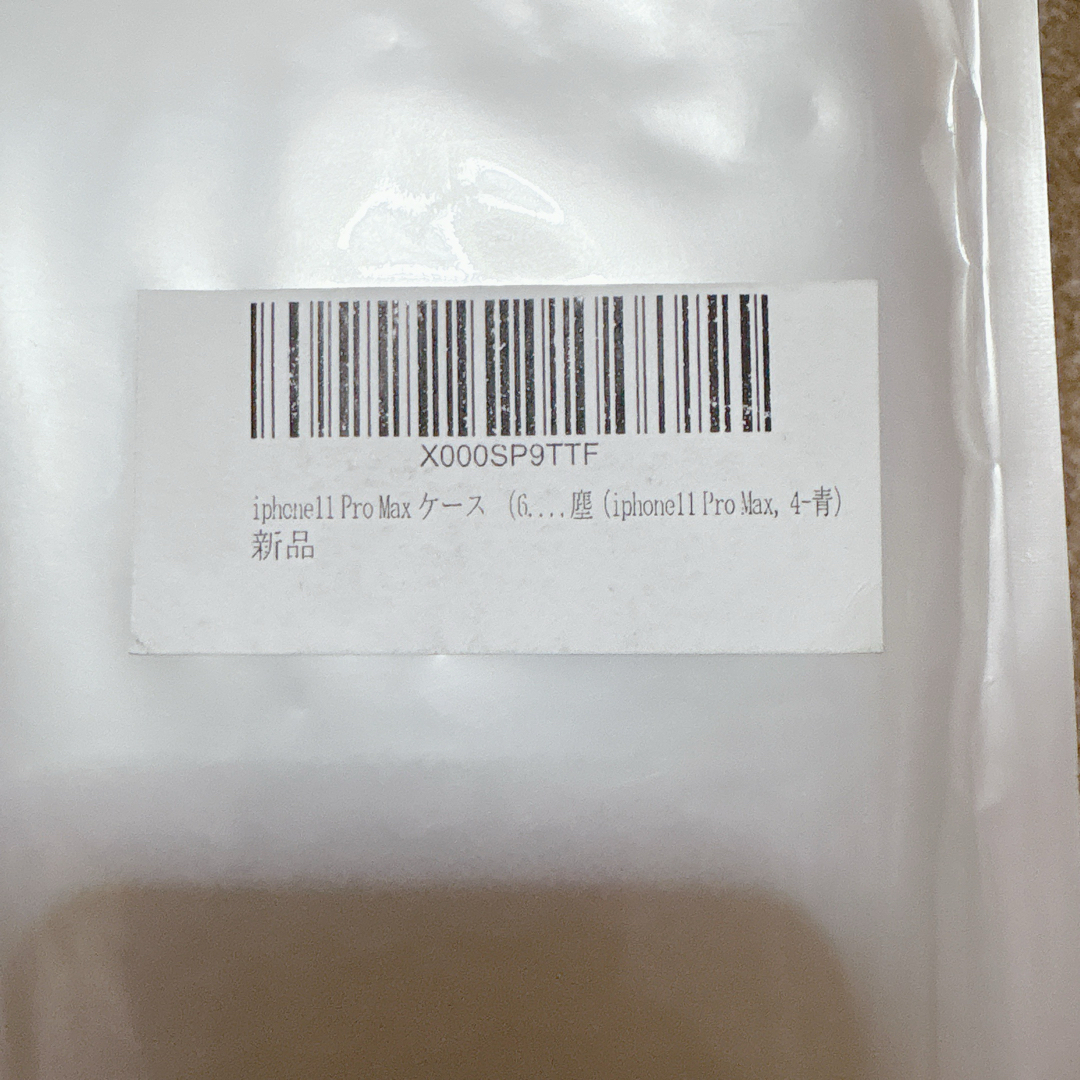 X000SP9TTF
iphone11 Pro Max ケース (6....塵 (iphone11 Pro Max, 4-青)
新品